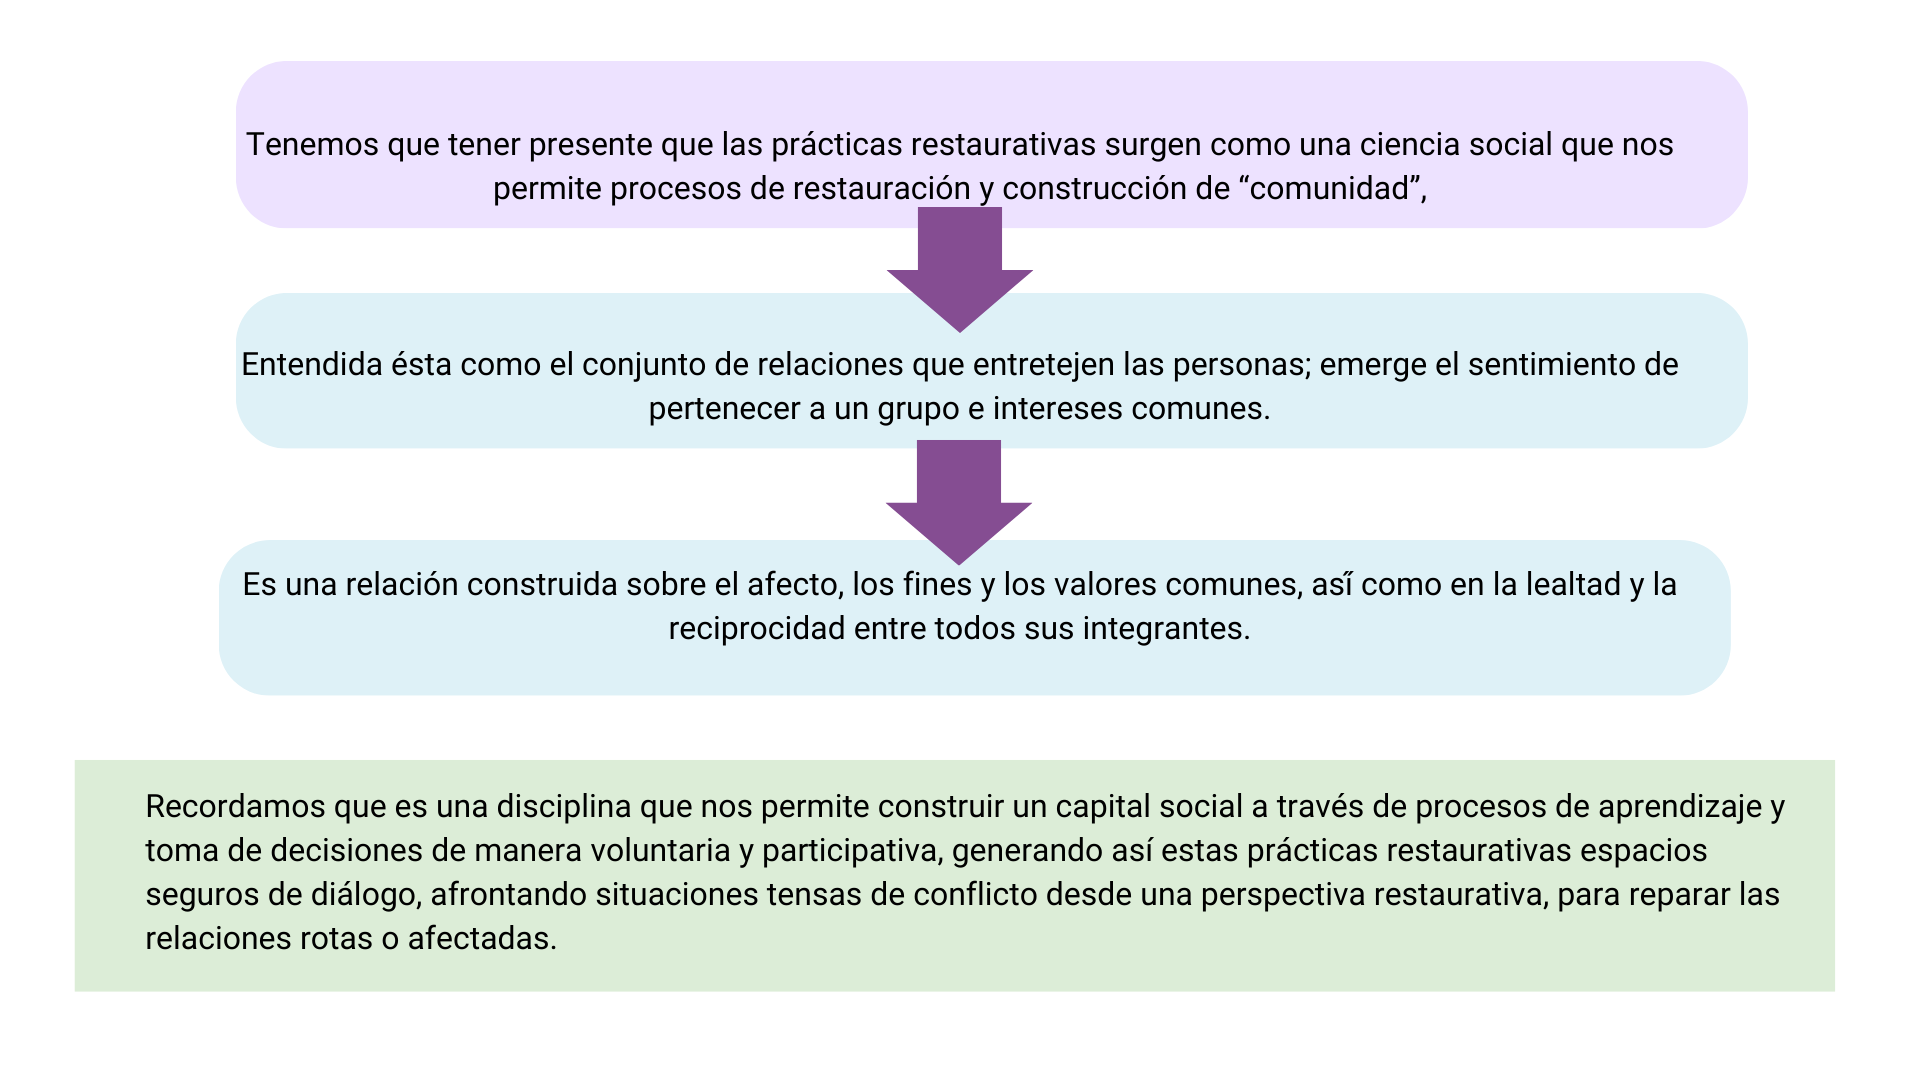 Tenemos que tener presente que las prácticas restaurativas surgen como una ciencia social que nos
permite procesos de restauración y construcción de “comunidad”,
Entendida ésta como el conjunto de relaciones que entretejen las personas; emerge el sentimiento de
pertenecer a un grupo e intereses comunes.
Es una relación construida sobre el afecto, los fines y los valores comunes, así́ como en la lealtad y la
reciprocidad entre todos sus integrantes.
Recordamos que es una disciplina que nos permite construir un capital social a través de procesos de aprendizaje y
toma de decisiones de manera voluntaria y participativa, generando así estas prácticas restaurativas espacios
seguros de diálogo, afrontando situaciones tensas de conflicto desde una perspectiva restaurativa, para reparar las
relaciones rotas o afectadas.